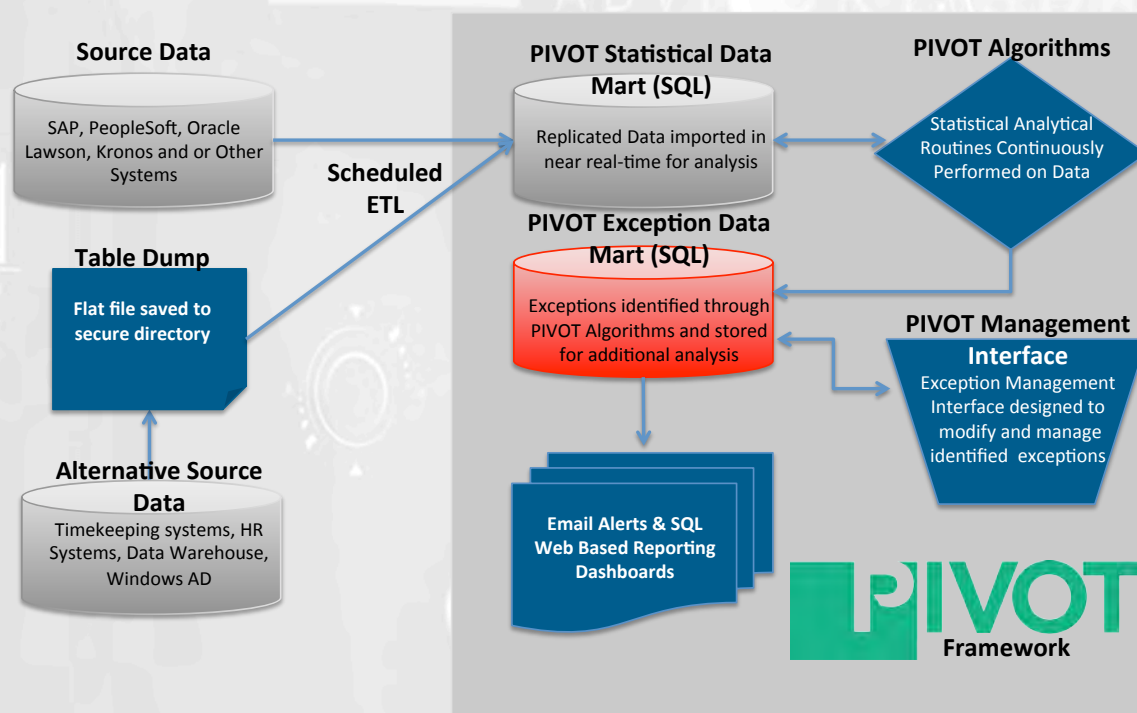 Source Data
SAP, PeopleSoft, Oracle
Lawson, Kronos and or Other
Systems
Scheduled
ETL
Table Dump
Flat file saved to
secure directory
Alternative Source
Data
Timekeeping systems, HR
Systems, Data Warehouse,
Windows AD
PIVOT Statistical Data
Mart (SQL)
Replicated Data imported in
near real-time for analysis
PIVOT Algorithms
Statistical Analytical
Routines Continuously
Performed on Data
PIVOT Exception Data
Mart (SQL)
Exceptions identified through
PIVOT Algorithms and stored
for additional analysis
PIVOT Management
Interface
Exception Management
Interface designed to
modify and manage
identified exceptions
Email Alerts & SQL
Web Based Reporting
Dashboards
PIVOT
Framework